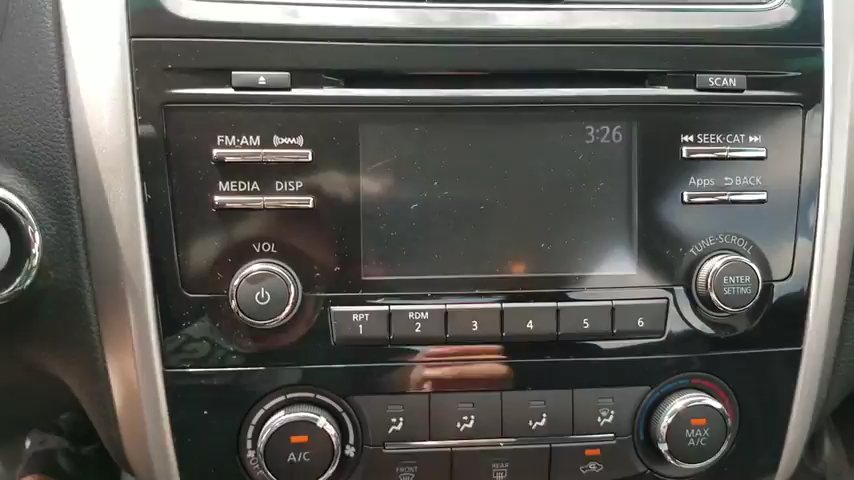 SCAN
FM·AM (XM)
SEEK·CAT
3:26
MEDIA DISP
Apps BACK
VOL
TUNE·SCROLL
ENTER
SETTING
RPT
1
RDM
2
3
4
5
6
A/C
MAX
A/C
FRONT
REAR